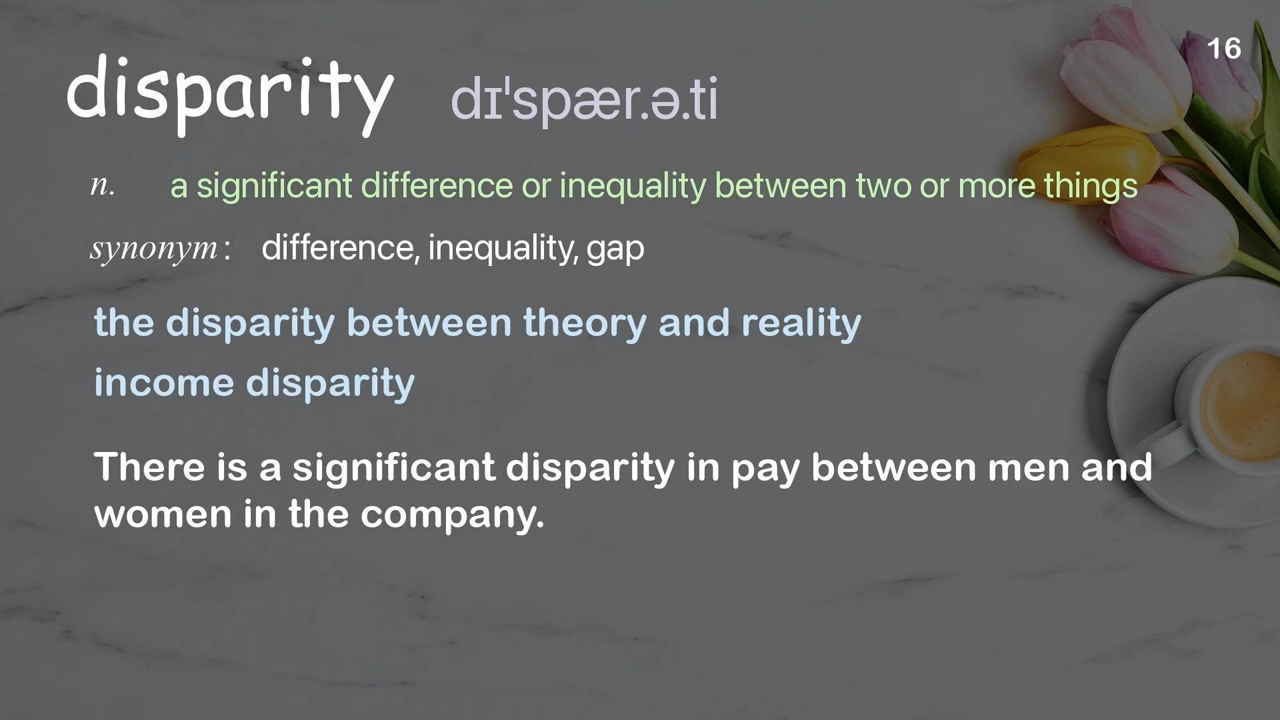 16
disparity dɪˈspær.ə.ti
n. a significant difference or inequality between two or more things
synonym: difference, inequality, gap
the disparity between theory and reality
income disparity
There is a significant disparity in pay between men and
women in the company.